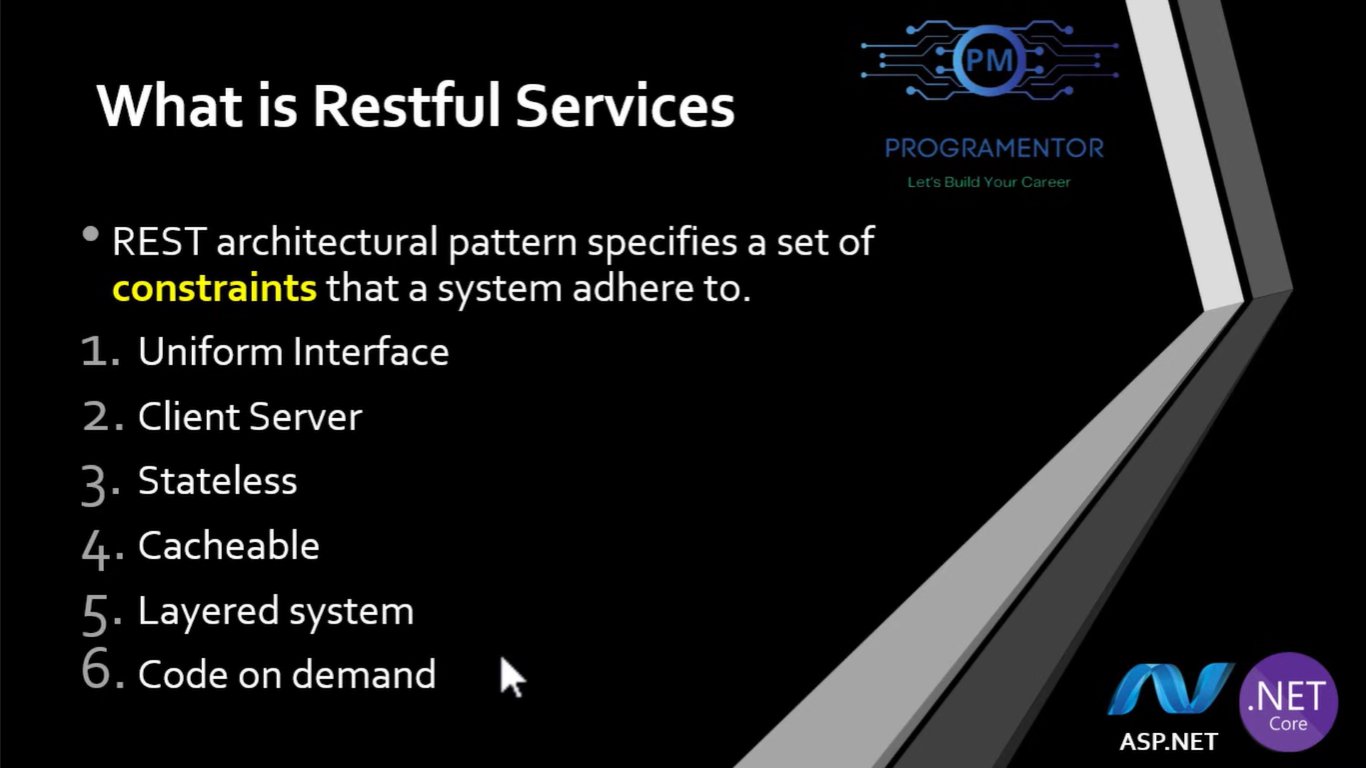 PM
PROGRAMENTOR
Let's Build Your Career
What is Restful Services
• REST architectural pattern specifies a set of
constraints that a system adhere to.
1. Uniform Interface
2. Client Server
3. Stateless
4. Cacheable
5. Layered system
6. Code on demand
ASP.NET
.NET
Core